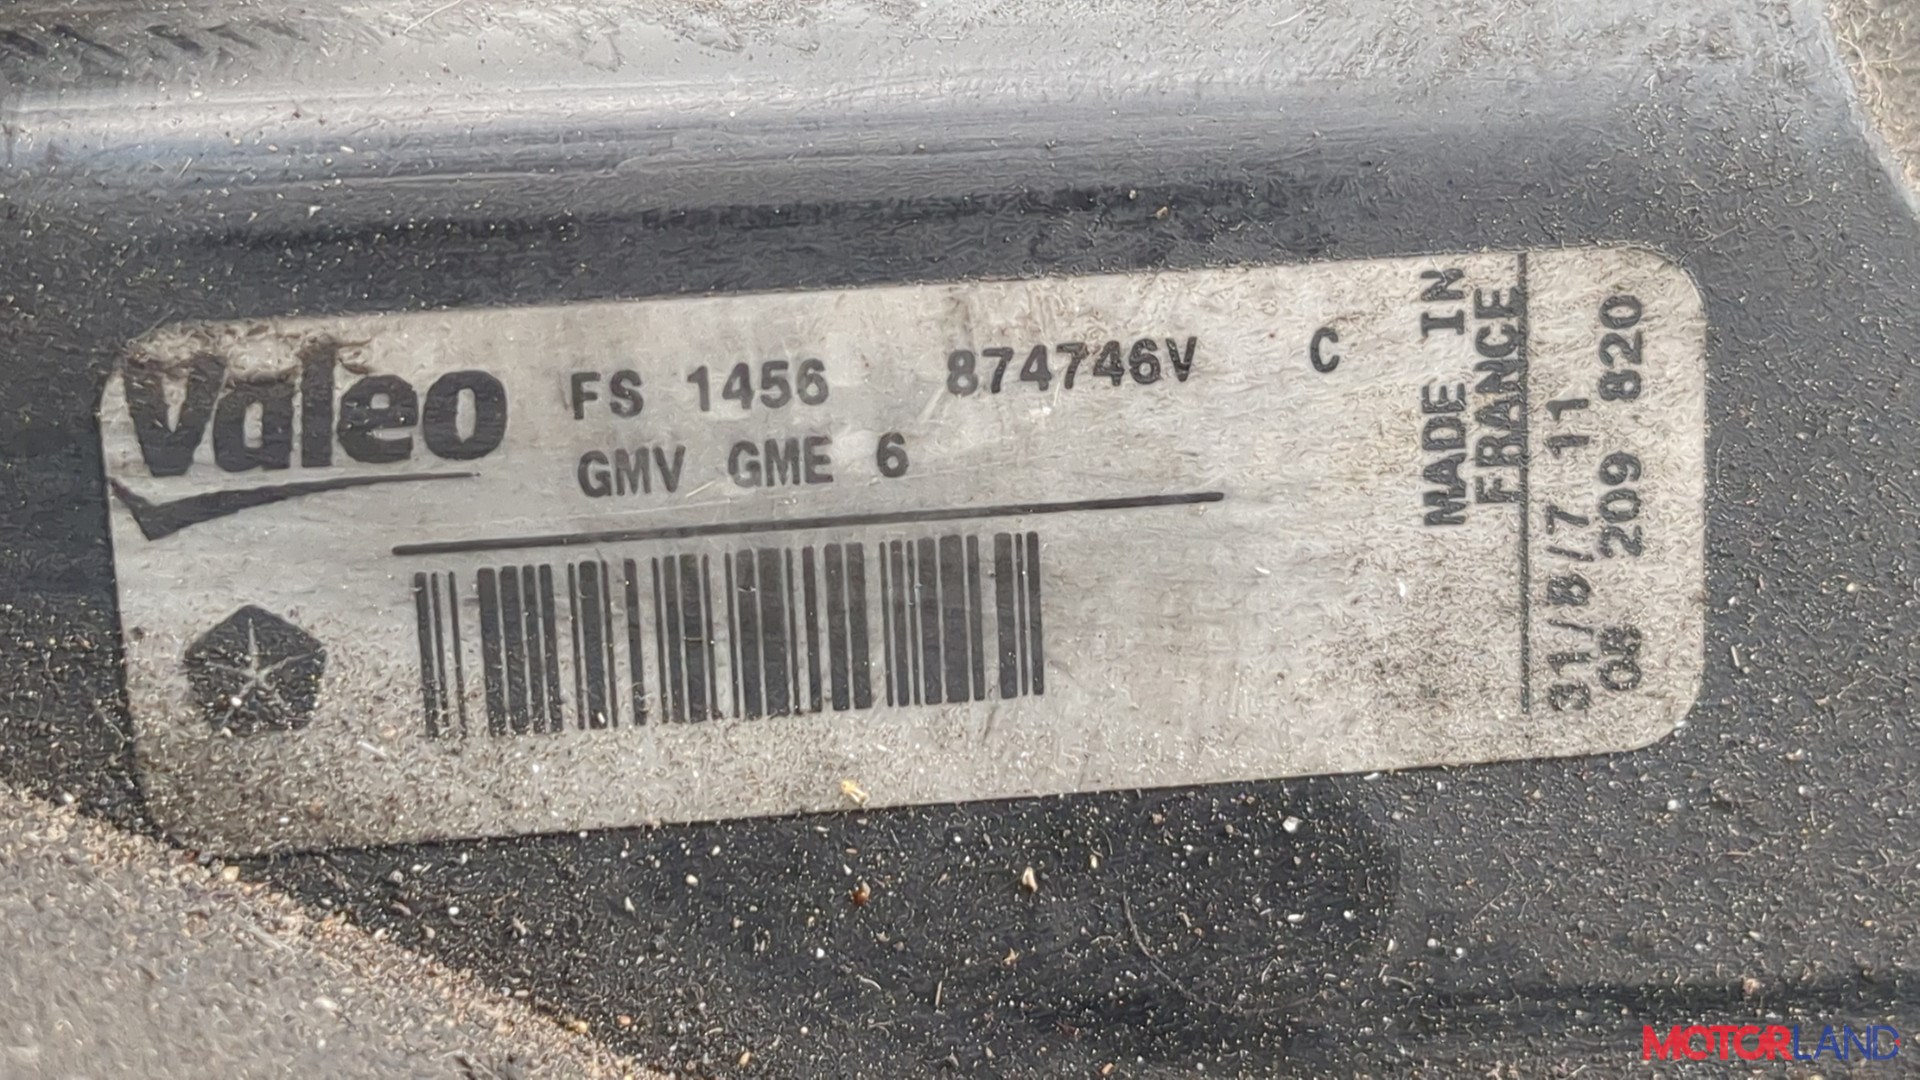 Valeo
FS 1456 874746V C
GMV GME 6
MADE IN
FRANCE
31/8/7 11
08 209 820
MOTORLAND